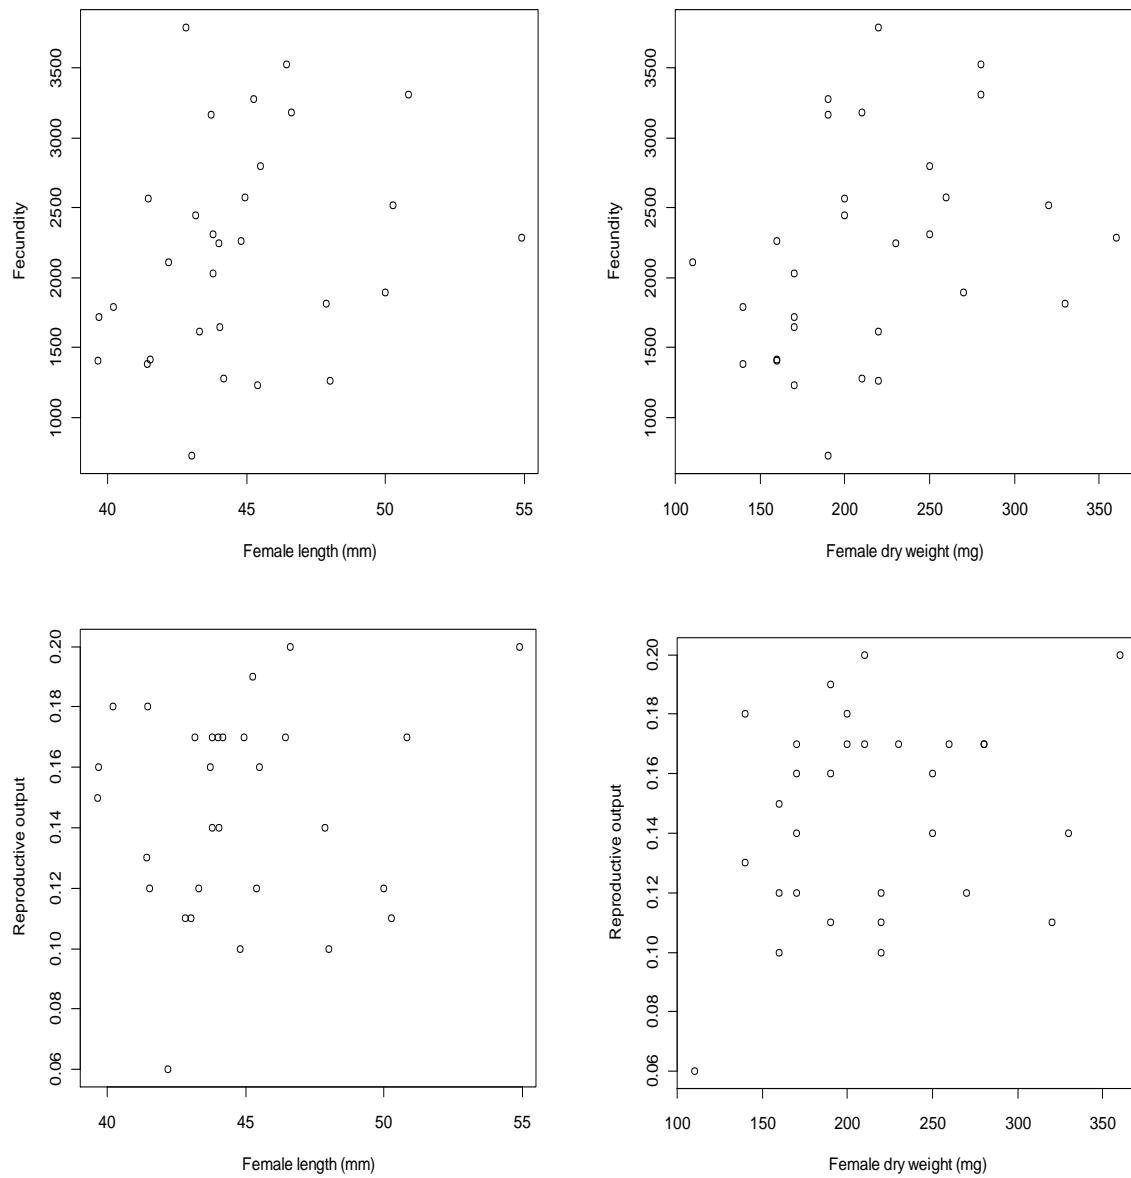 Fecundity
3500
3000
2500
2000
1500
1000
40 45 50 55
Female length (mm)
Fecundity
3500
3000
2500
2000
1500
1000
100 150 200 250 300 350
Female dry weight (mg)
Reproductive output
0.20
0.18
0.16
0.14
0.12
0.10
0.08
0.06
40 45 50 55
Female length (mm)
Reproductive output
0.20
0.18
0.16
0.14
0.12
0.10
0.08
0.06
100 150 200 250 300 350
Female dry weight (mg)